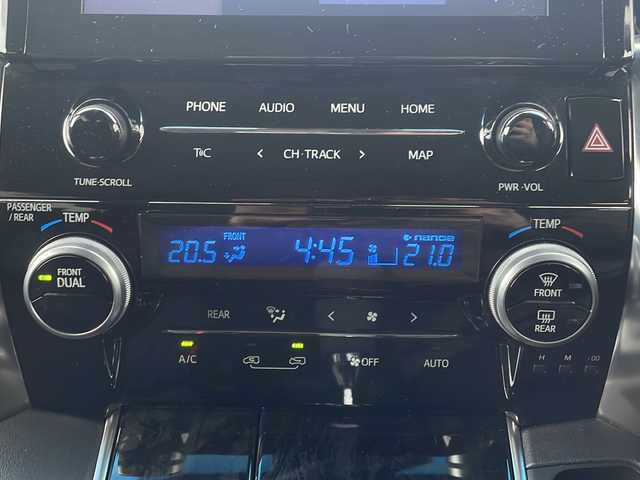 PHONE AUDIO MENU HOME
T C < CH·TRACK > MAP
TUNE·SCROLL PWR·VOL
PASSENGER / REAR
TEMP TEMP
FRONT
20.5 4:45 nanoe 21.0
FRONT DUAL
FRONT
REAR
REAR < >
A/C OFF AUTO
H M :00